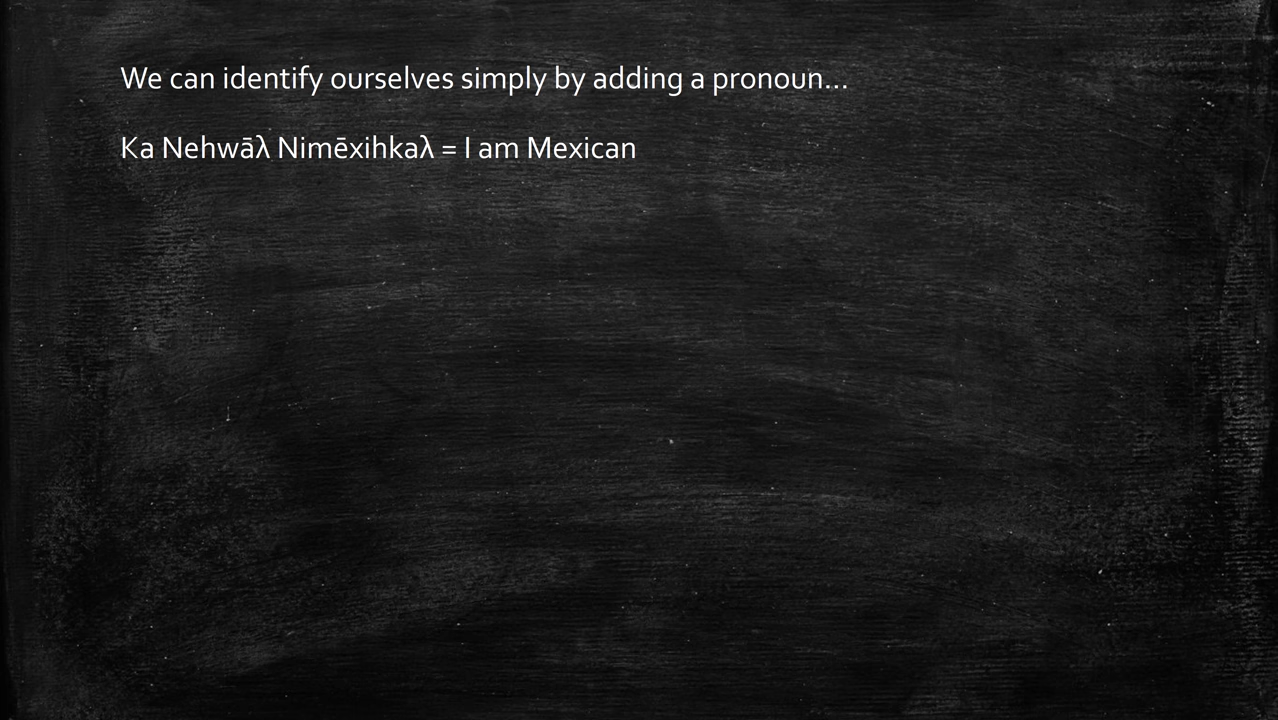 We can identify ourselves simply by adding a pronoun...
Ka Nehwāλ Nimēxihkaλ = I am Mexican